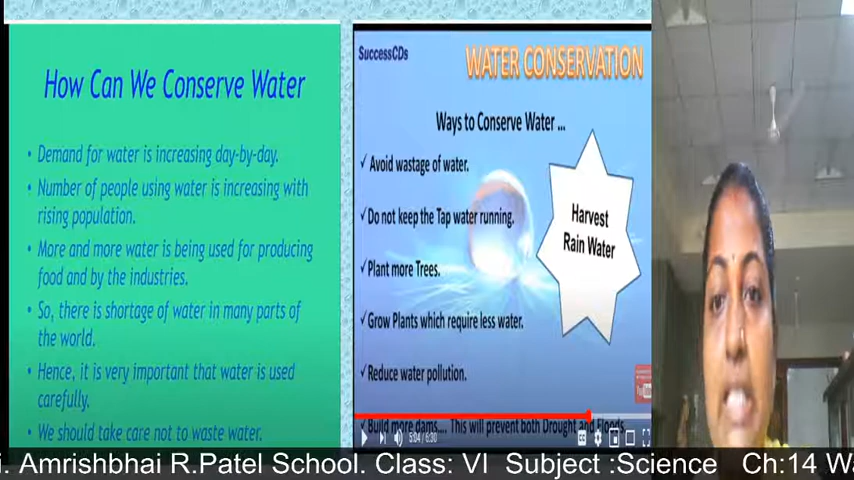 How Can We Conserve Water
• Demand for water is increasing day-by-day.
• Number of people using water is increasing with
rising population.
• More and more water is being used for producing
food and by the industries.
• So, there is shortage of water in many parts of
the world.
• Hence, it is very important that water is used
carefully.
• We should take care not to waste water.
SuccessCDs
WATER CONSERVATION
Ways to Conserve Water ...
✓ Avoid wastage of water.
✓ Do not keep the Tap water running.
✓ Plant more Trees.
✓ Grow Plants which require less water.
✓ Reduce water pollution.
✓ Build more dams.... This will prevent both Drought and Floods
Harvest
Rain Water
5:04 / 6:30
i. Amrishbhai R.Patel School. Class: VI Subject :Science Ch:14 Wa